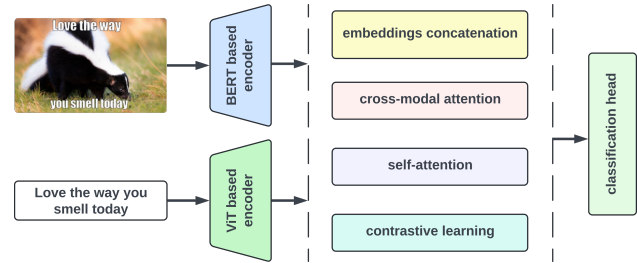 Love the way
you smell today
BERT based
encoder
embeddings concatenation
cross-modal attention
self-attention
contrastive learning
classification head
Love the way you
smell today
ViT based
encoder